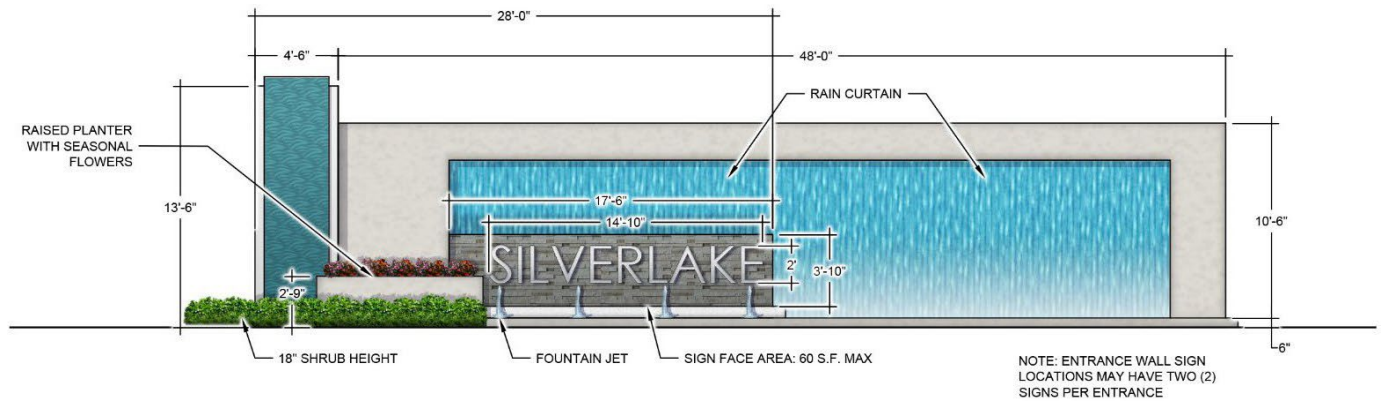 28'-0"
4'-6"
48'-0"
RAIN CURTAIN
RAISED PLANTER
WITH SEASONAL
FLOWERS
17'-6"
13'-6"
14'-10"
10'-6"
SILVERLAKE
2'
3'-10"
2'-9"
18" SHRUB HEIGHT
FOUNTAIN JET
SIGN FACE AREA: 60 S.F. MAX
6"
NOTE: ENTRANCE WALL SIGN
LOCATIONS MAY HAVE TWO (2)
SIGNS PER ENTRANCE